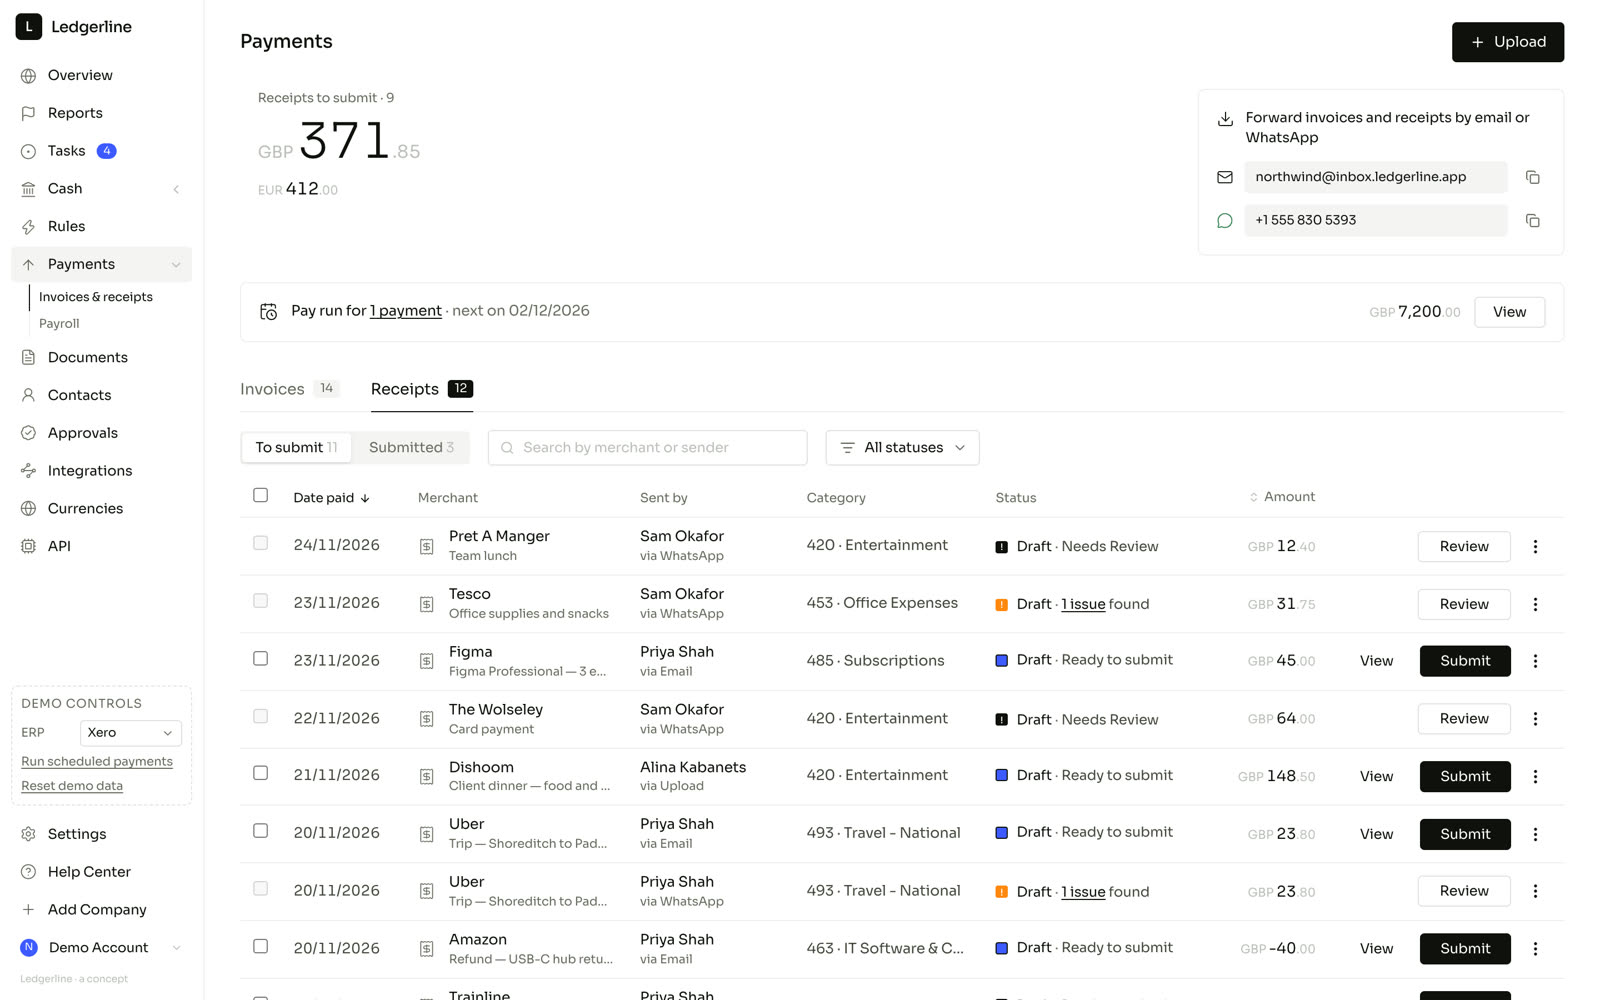 L Ledgerline
Overview
Reports
Tasks 4
Cash
Rules
Payments
Invoices & receipts
Payroll
Documents
Contacts
Approvals
Integrations
Currencies
API
DEMO CONTROLS
ERP Xero
Run scheduled payments
Reset demo data
Settings
Help Center
Add Company
N Demo Account
Ledgerline · a concept
Payments
+ Upload
Receipts to submit · 9
GBP 371.85
EUR 412.00
Forward invoices and receipts by email or
WhatsApp
northwind@inbox.ledgerline.app
+1 555 830 5393
Pay run for 1 payment · next on 02/12/2026 GBP 7,200.00 View
Invoices 14 Receipts 12
To submit 11 Submitted 3 Search by merchant or sender All statuses
Date paid ↓ Merchant Sent by Category Status Amount
24/11/2026 Pret A Manger Sam Okafor 420 · Entertainment Draft · Needs Review GBP 12.40 Review
Team lunch via WhatsApp
23/11/2026 Tesco Sam Okafor 453 · Office Expenses Draft · 1 issue found GBP 31.75 Review
Office supplies and snacks via WhatsApp
23/11/2026 Figma Priya Shah 485 · Subscriptions Draft · Ready to submit GBP 45.00 View Submit
Figma Professional — 3 e... via Email
22/11/2026 The Wolseley Sam Okafor 420 · Entertainment Draft · Needs Review GBP 64.00 Review
Card payment via WhatsApp
21/11/2026 Dishoom Alina Kabanets 420 · Entertainment Draft · Ready to submit GBP 148.50 View Submit
Client dinner — food and ... via Upload
20/11/2026 Uber Priya Shah 493 · Travel - National Draft · Ready to submit GBP 23.80 View Submit
Trip — Shoreditch to Pad... via Email
20/11/2026 Uber Priya Shah 493 · Travel - National Draft · 1 issue found GBP 23.80 Review
Trip — Shoreditch to Pad... via WhatsApp
20/11/2026 Amazon Priya Shah 463 · IT Software & C... Draft · Ready to submit GBP -40.00 View Submit
Refund — USB-C hub retu... via Email
Trainline Priya Shah